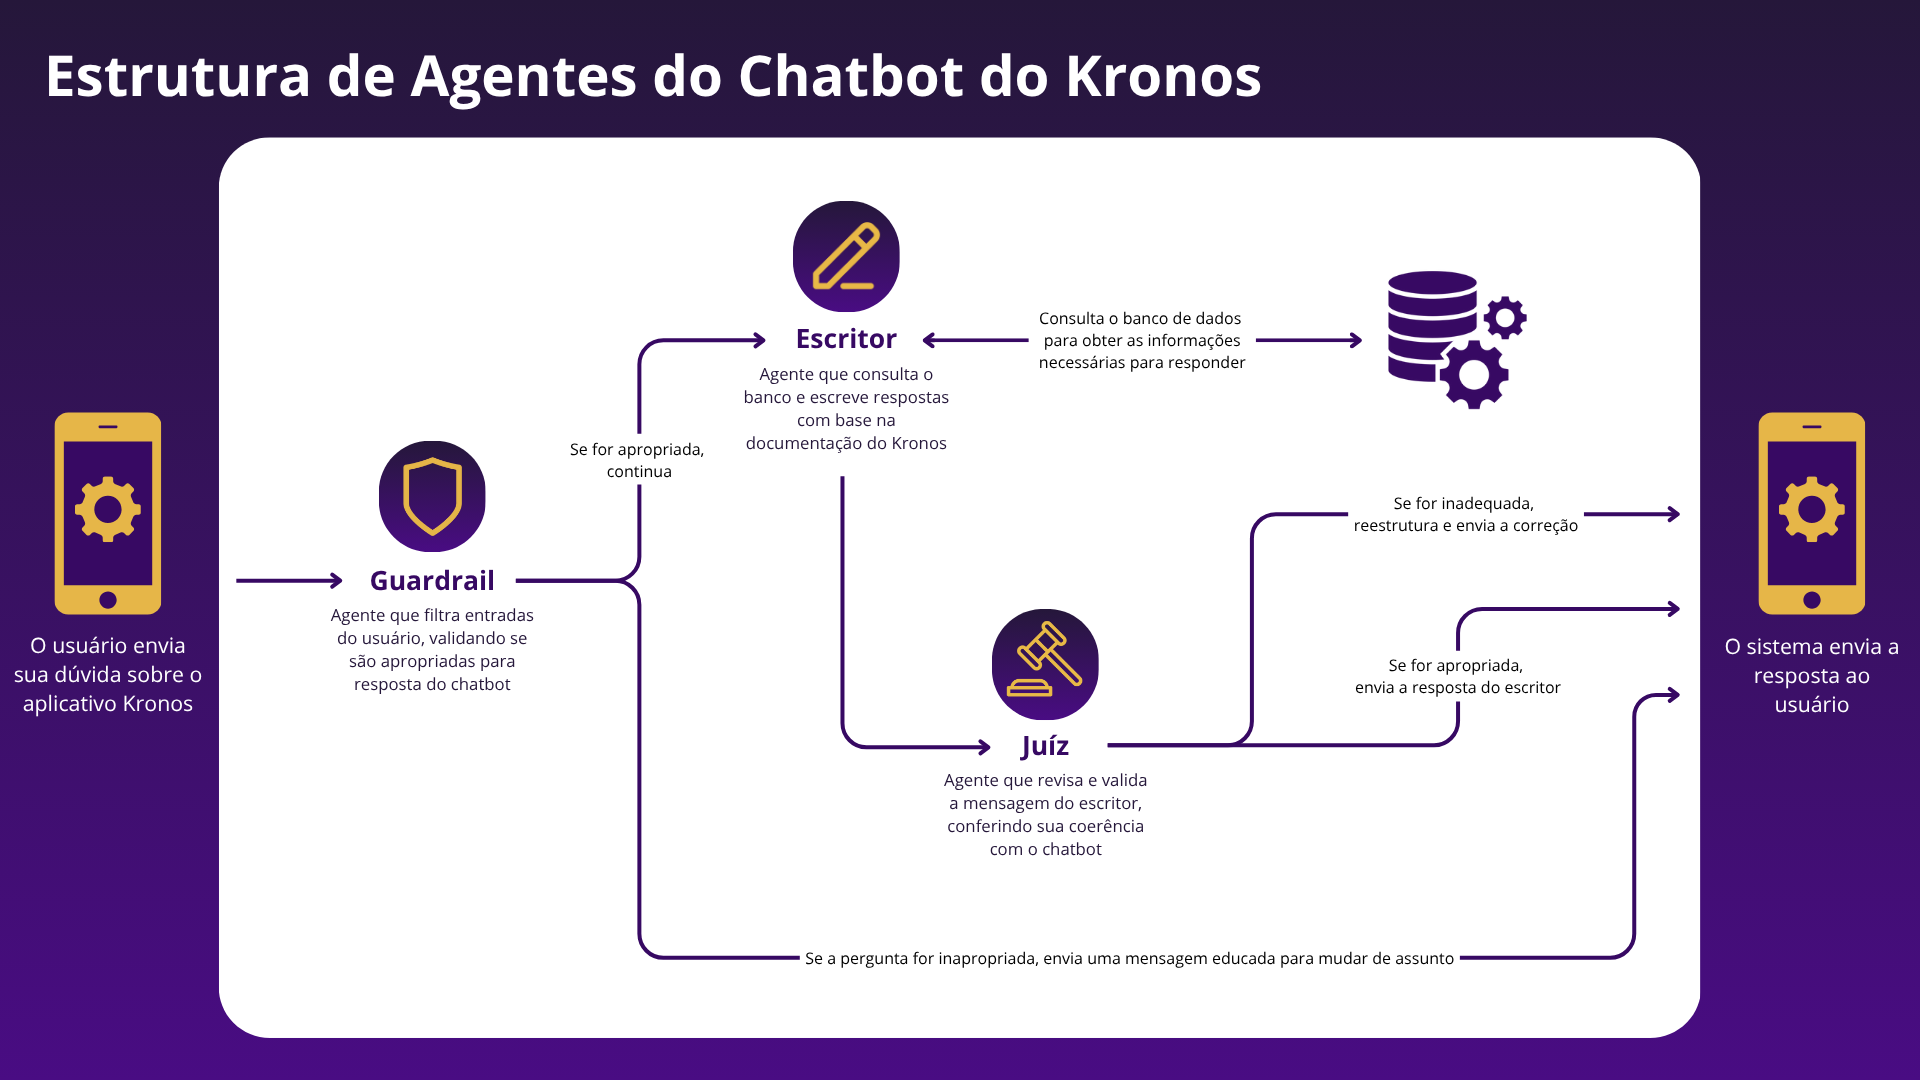 Estrutura de Agentes do Chatbot do Kronos
O usuário envia
sua dúvida sobre o
aplicativo Kronos
Guardrail
Agente que filtra entradas
do usuário, validando se
são apropriadas para
resposta do chatbot
Se for apropriada,
continua
Escritor
Agente que consulta o
banco e escreve respostas
com base na
documentação do Kronos
Consulta o banco de dados
para obter as informações
necessárias para responder
Juíz
Agente que revisa e valida
a mensagem do escritor,
conferindo sua coerência
com o chatbot
Se for inadequada,
reestrutura e envia a correção
Se for apropriada,
envia a resposta do escritor
Se a pergunta for inapropriada, envia uma mensagem educada para mudar de assunto
O sistema envia a
resposta ao
usuário